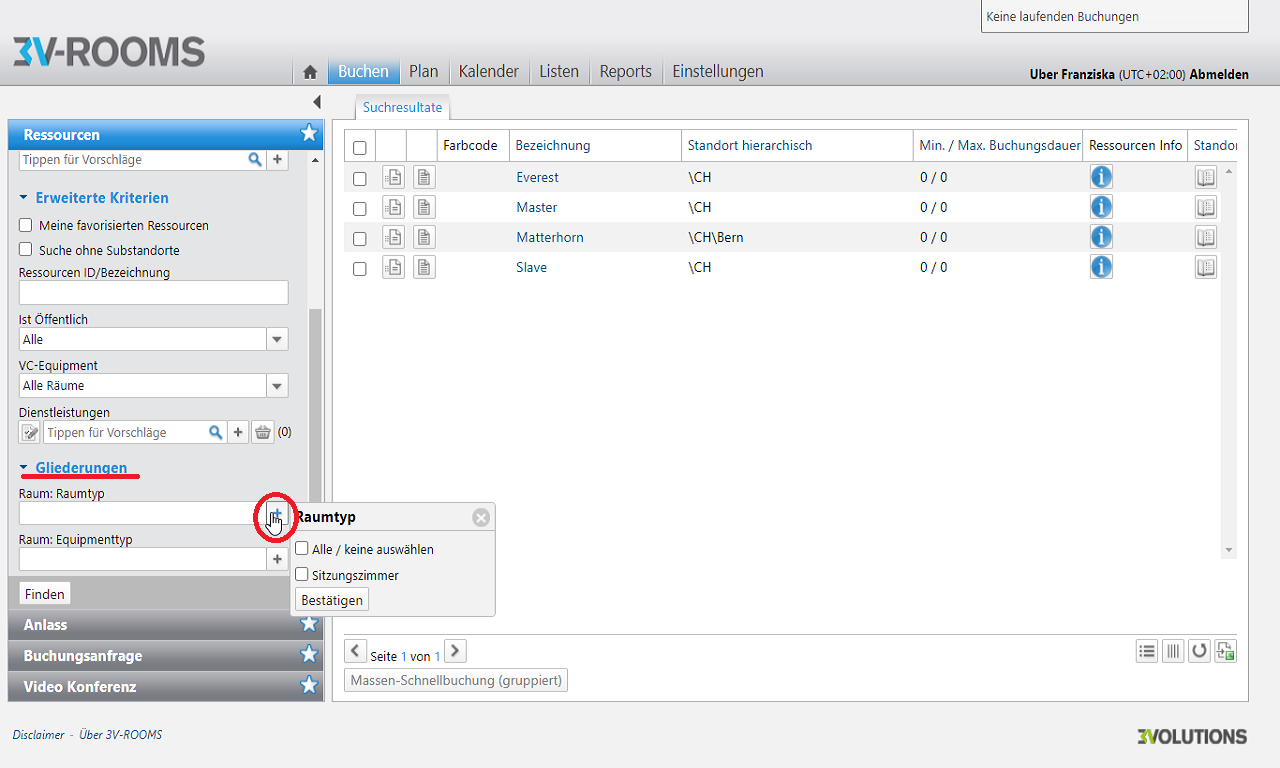 Keine laufenden Buchungen
3V-ROOMS
Buchen Plan Kalender Listen Reports Einstellungen
Uber Franziska (UTC+02:00) Abmelden
Suchresultate
Ressourcen
Tippen für Vorschläge
Erweiterte Kriterien
Meine favorisierten Ressourcen
Suche ohne Substandorte
Ressourcen ID/Bezeichnung
Ist Öffentlich
Alle
VC-Equipment
Alle Räume
Dienstleistungen
Tippen für Vorschläge (0)
Gliederungen
Raum: Raumtyp
Raum: Equipmenttyp
Finden
Anlass
Buchungsanfrage
Video Konferenz
Raumtyp
Alle / keine auswählen
Sitzungszimmer
Bestätigen
Farbcode Bezeichnung Standort hierarchisch Min. / Max. Buchungsdauer Ressourcen Info Standor
Everest \CH 0 / 0
Master \CH 0 / 0
Matterhorn \CH\Bern 0 / 0
Slave \CH 0 / 0
Seite 1 von 1
Massen-Schnellbuchung (gruppiert)
Disclaimer - Über 3V-ROOMS
3VOLUTIONS